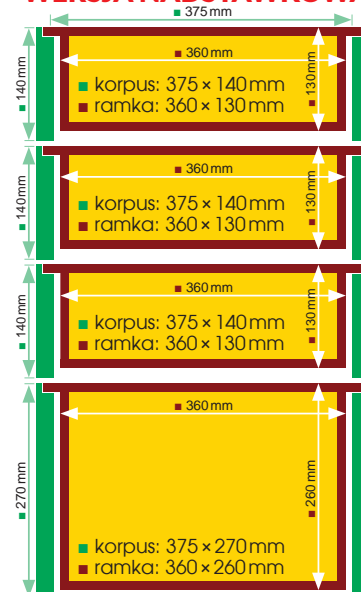 ■ 375 mm
■ 140 mm
■ 360 mm
■ 130 mm
■ korpus: 375 × 140 mm
■ ramka: 360 × 130 mm
■ 140 mm
■ 360 mm
■ 130 mm
■ korpus: 375 × 140 mm
■ ramka: 360 × 130 mm
■ 140 mm
■ 360 mm
■ 130 mm
■ korpus: 375 × 140 mm
■ ramka: 360 × 130 mm
■ 270 mm
■ 360 mm
■ 260 mm
■ korpus: 375 × 270 mm
■ ramka: 360 × 260 mm